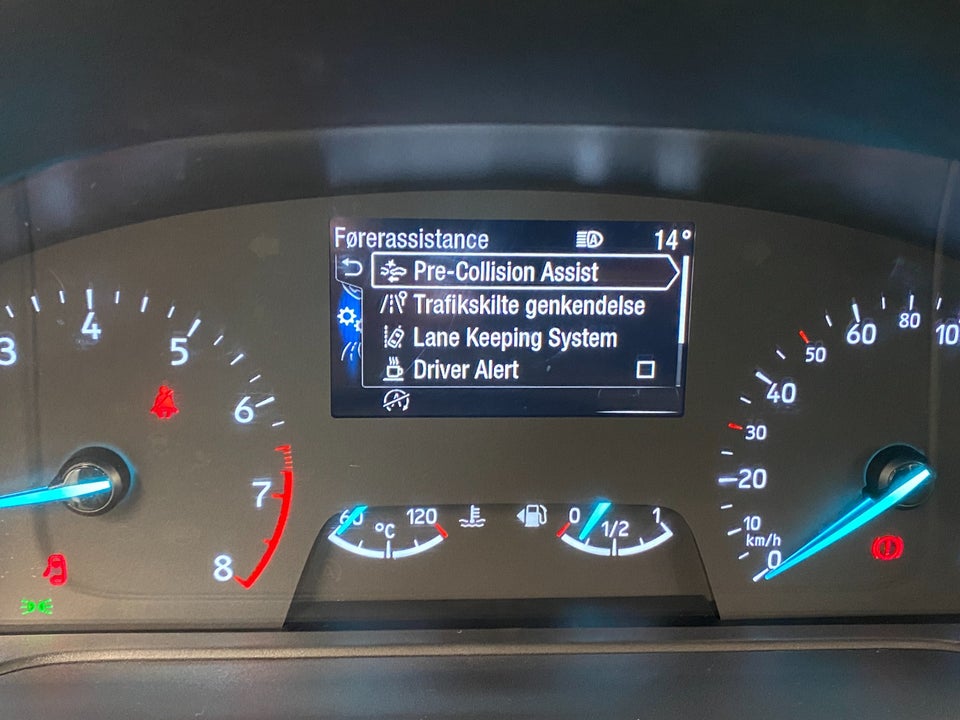 Førerassistance 14°
Pre-Collision Assist
Trafikskilte genkendelse
Lane Keeping System
Driver Alert
3
4
5
6
7
8
60
°C
120
0
1/2
1
0
10
km/h
20
30
40
50
60
80